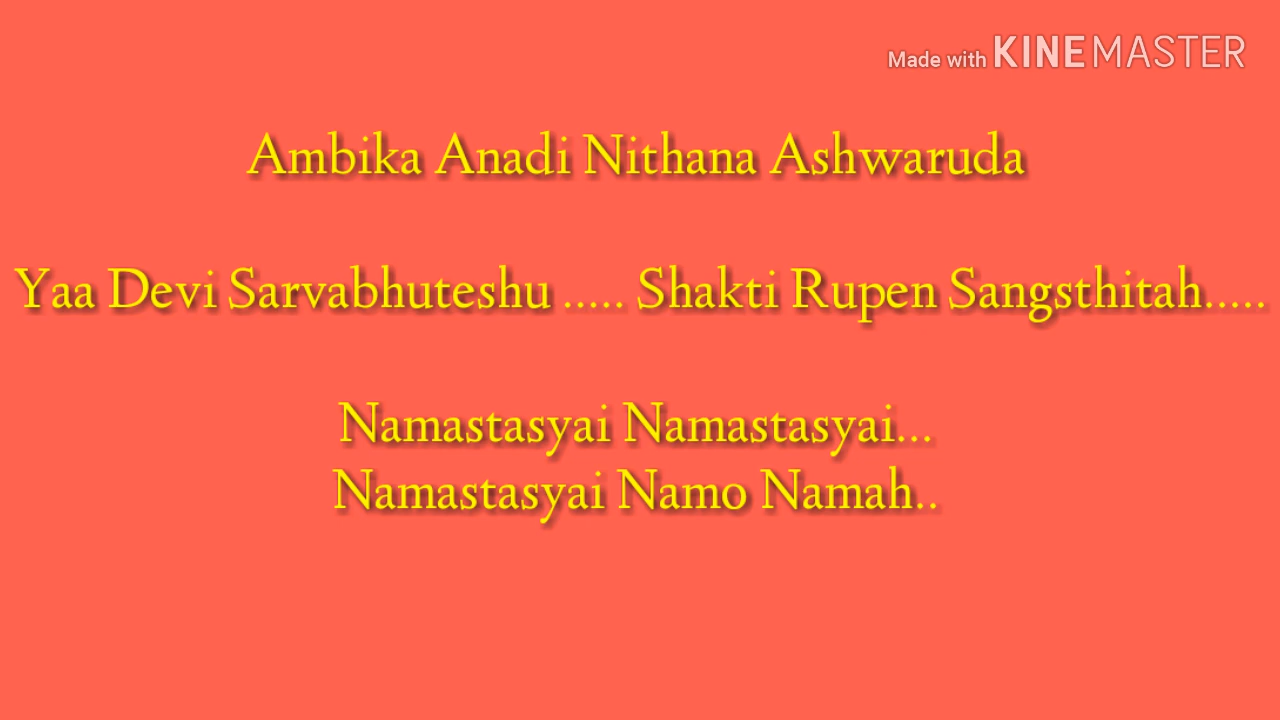 Made with KINEMASTER
Ambika Anadi Nithana Ashwaruda
Yaa Devi Sarvabhuteshu ..... Shakti Rupen Sangsthitah.....
Namastasyai Namastasyai...
Namastasyai Namo Namah..